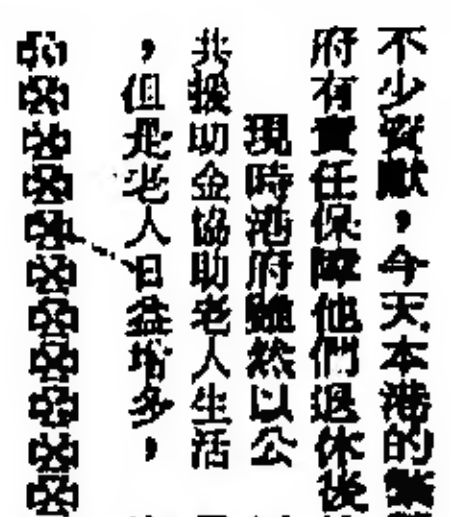 不少貢獻，今天本港的繁
府有責任保障他們退休後
現時港府雖然以公
共援助金協助老人生活
，但是老人日益增多，